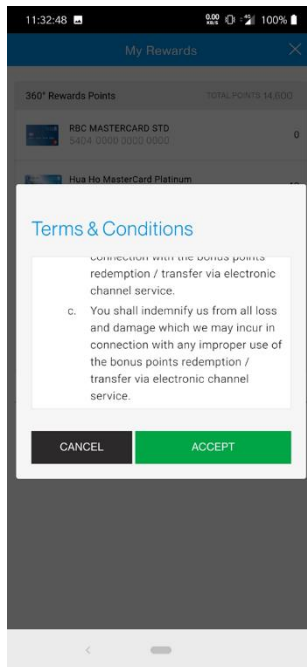 11:32:48
0.00 KB/S 4G 100%
My Rewards
360° Rewards Points TOTAL POINTS 14,600
RBC MASTERCARD STD 0
5404 0000 0000 0000
Hua Ho MasterCard Platinum
Terms & Conditions
connection with the bonus points
redemption / transfer via electronic
channel service.
c. You shall indemnify us from all loss
and damage which we may incur in
connection with any improper use of
the bonus points redemption /
transfer via electronic channel
service.
CANCEL ACCEPT